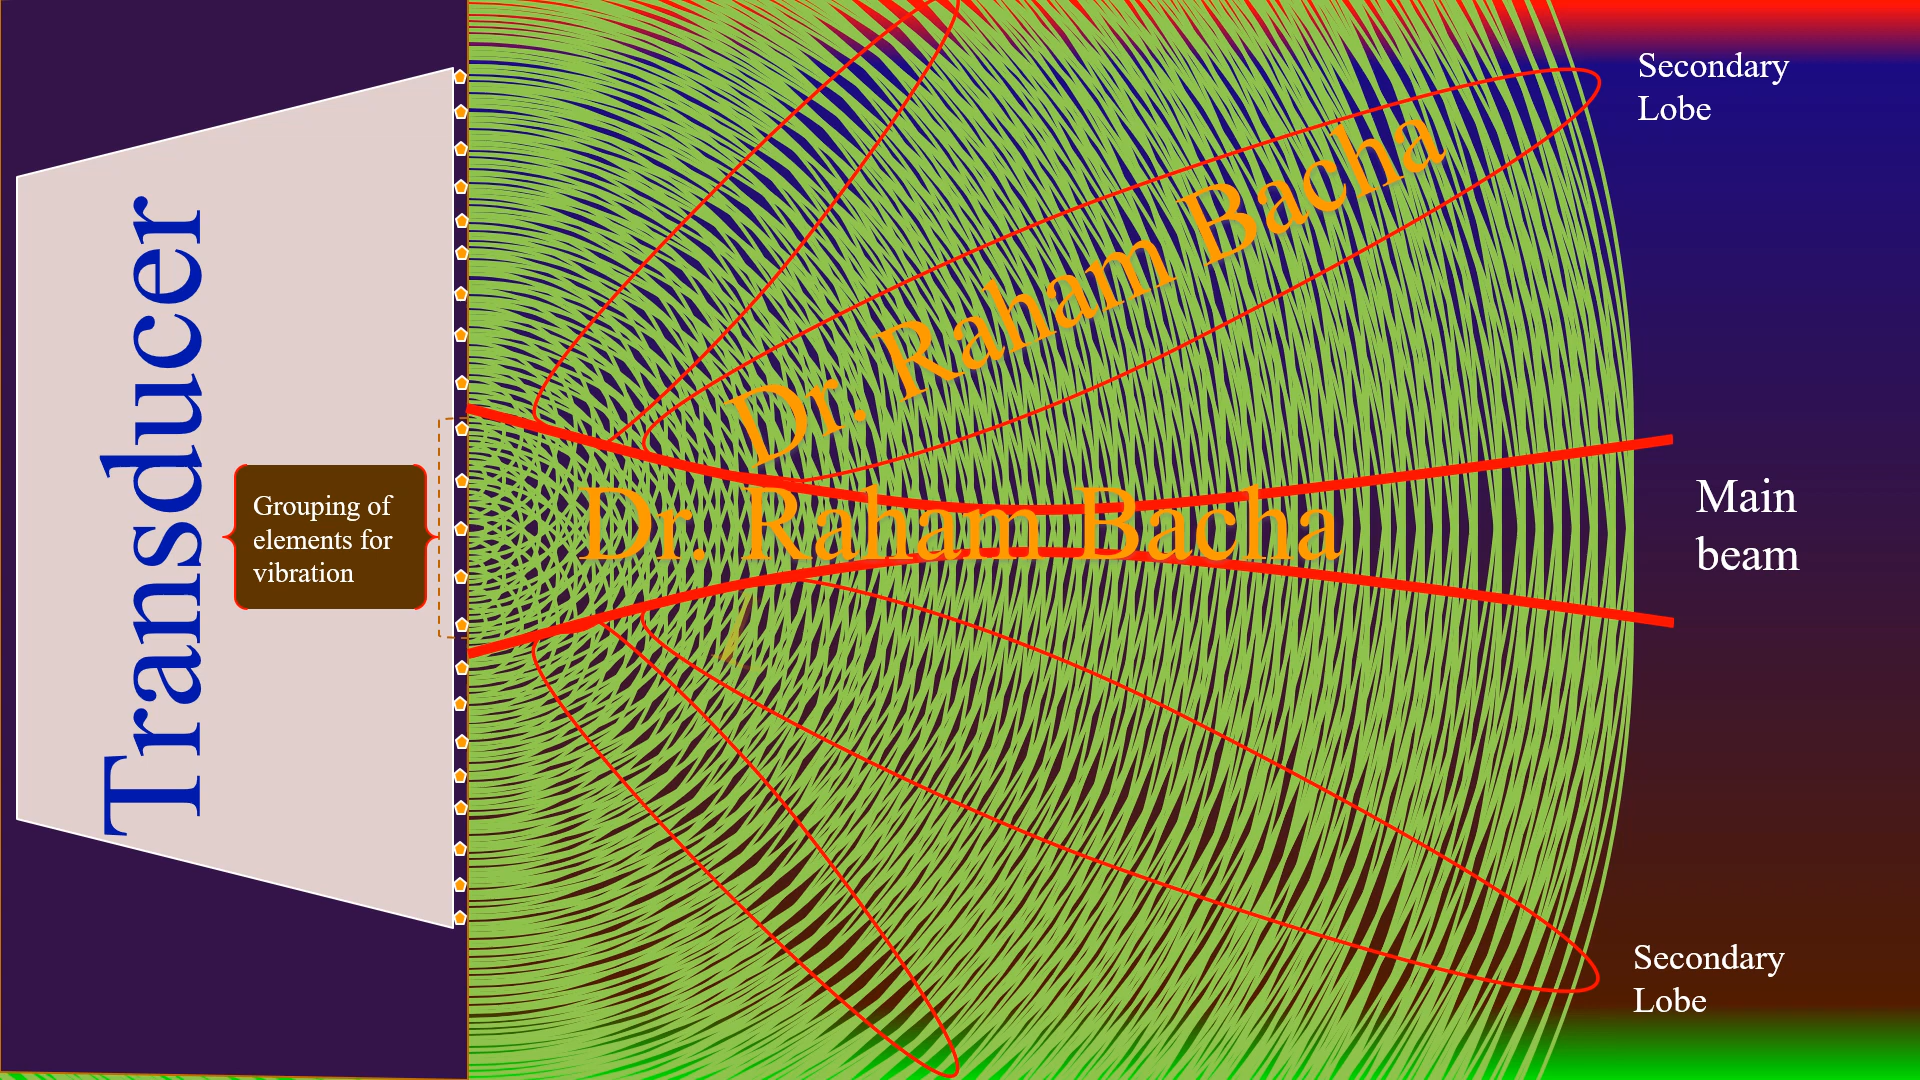 Transducer
Grouping of
elements for
vibration
Dr. Raham Bacha
Dr. Raham Bacha
Secondary
Lobe
Main
beam
Secondary
Lobe